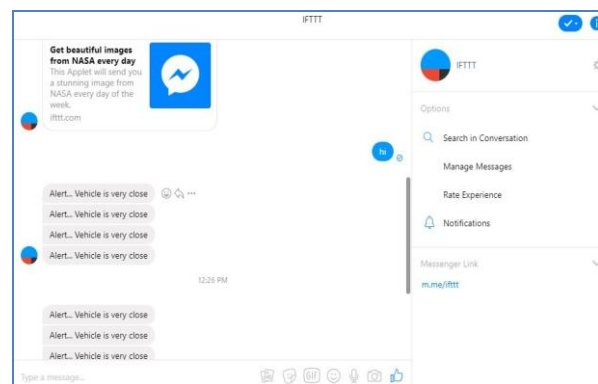 IFTTT
Get beautiful images
from NASA every day
This Applet will send you
a stunning image from
NASA every day of the
week.
ifttt.com
hi
Alert... Vehicle is very close
Alert... Vehicle is very close
Alert... Vehicle is very close
Alert... Vehicle is very close
12:26 PM
Alert... Vehicle is very close
Alert... Vehicle is very close
Alert... Vehicle is very close
Type a message...
GIF
IFTTT
Options
Search in Conversation
Manage Messages
Rate Experience
Notifications
Messenger Link
m.me/ifttt